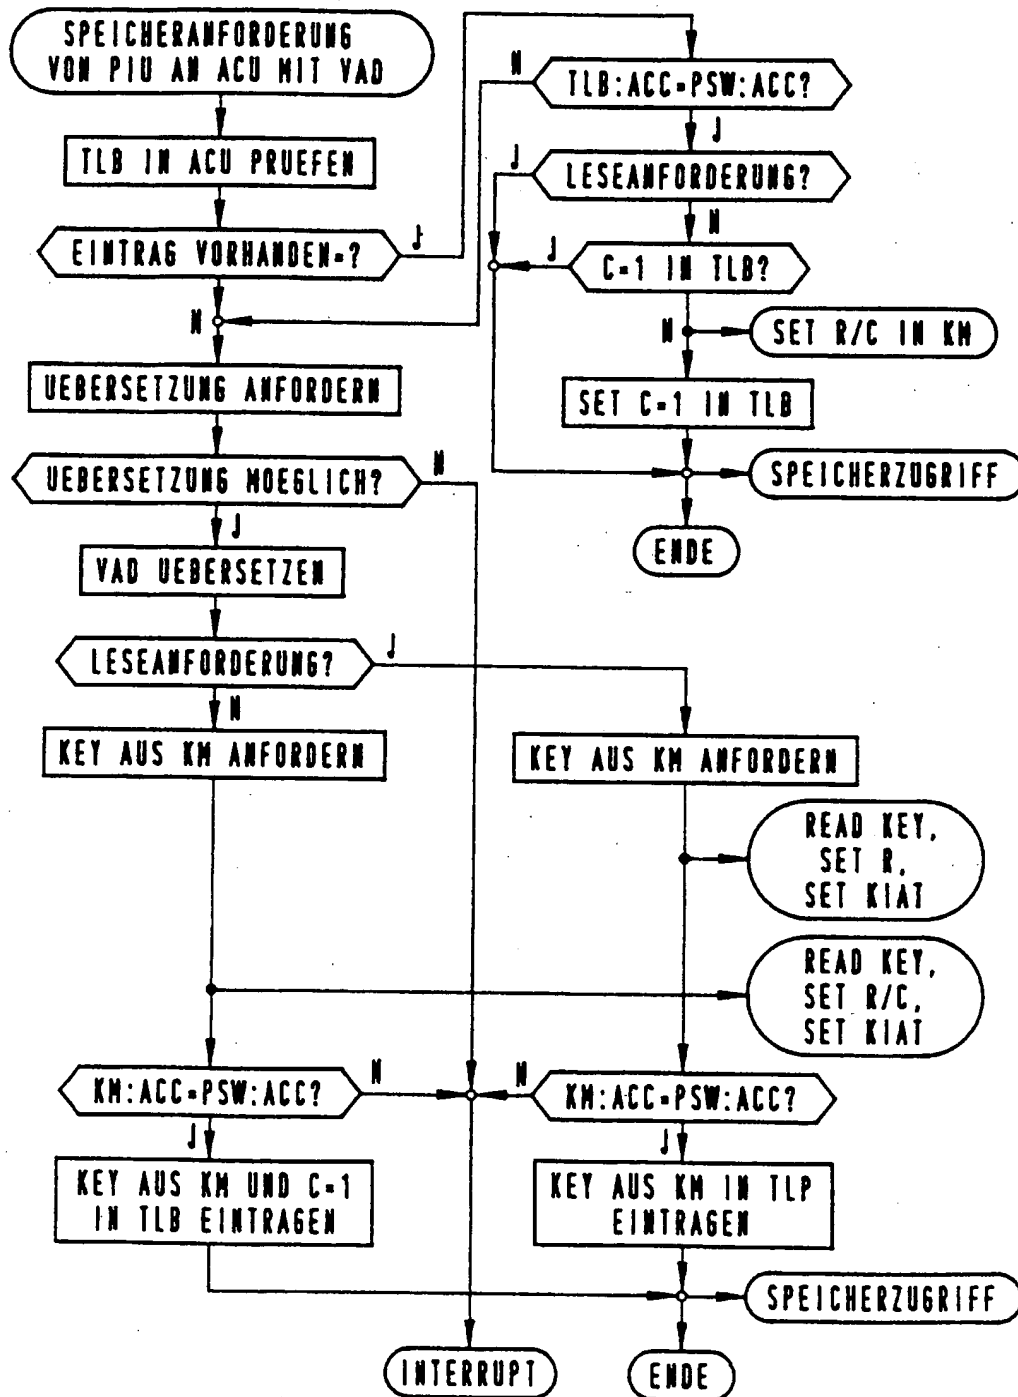 SPEICHERANFORDERUNG
VON PIU AN ACU MIT VAD
TLB IN ACU PRUEFEN
EINTRAG VORHANDEN=?
J
N
UEBERSETZUNG ANFORDERN
UEBERSETZUNG MOEGLICH?
N
J
VAD UEBERSETZEN
LESEANFORDERUNG?
J
N
KEY AUS KM ANFORDERN
KM:ACC=PSW:ACC?
N
J
KEY AUS KM UND C=1
IN TLB EINTRAGEN
INTERRUPT
TLB:ACC=PSW:ACC?
N
J
LESEANFORDERUNG?
J
N
C=1 IN TLB?
J
N
SET R/C IN KM
SET C=1 IN TLB
SPEICHERZUGRIFF
ENDE
KEY AUS KM ANFORDERN
READ KEY,
SET R,
SET KIAT
READ KEY,
SET R/C,
SET KIAT
KM:ACC=PSW:ACC?
N
J
KEY AUS KM IN TLP
EINTRAGEN
SPEICHERZUGRIFF
ENDE